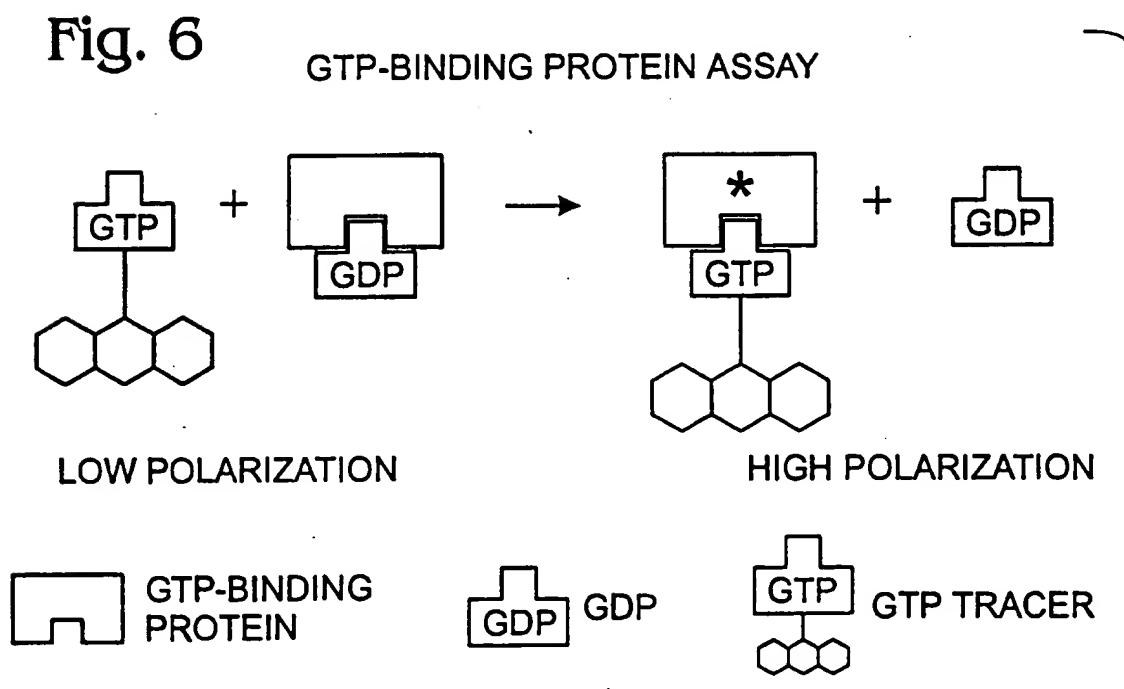 Fig. 6
GTP-BINDING PROTEIN ASSAY
GTP + GDP → * GTP + GDP
LOW POLARIZATION HIGH POLARIZATION
GTP-BINDING
PROTEIN
GDP GDP
GTP GTP TRACER